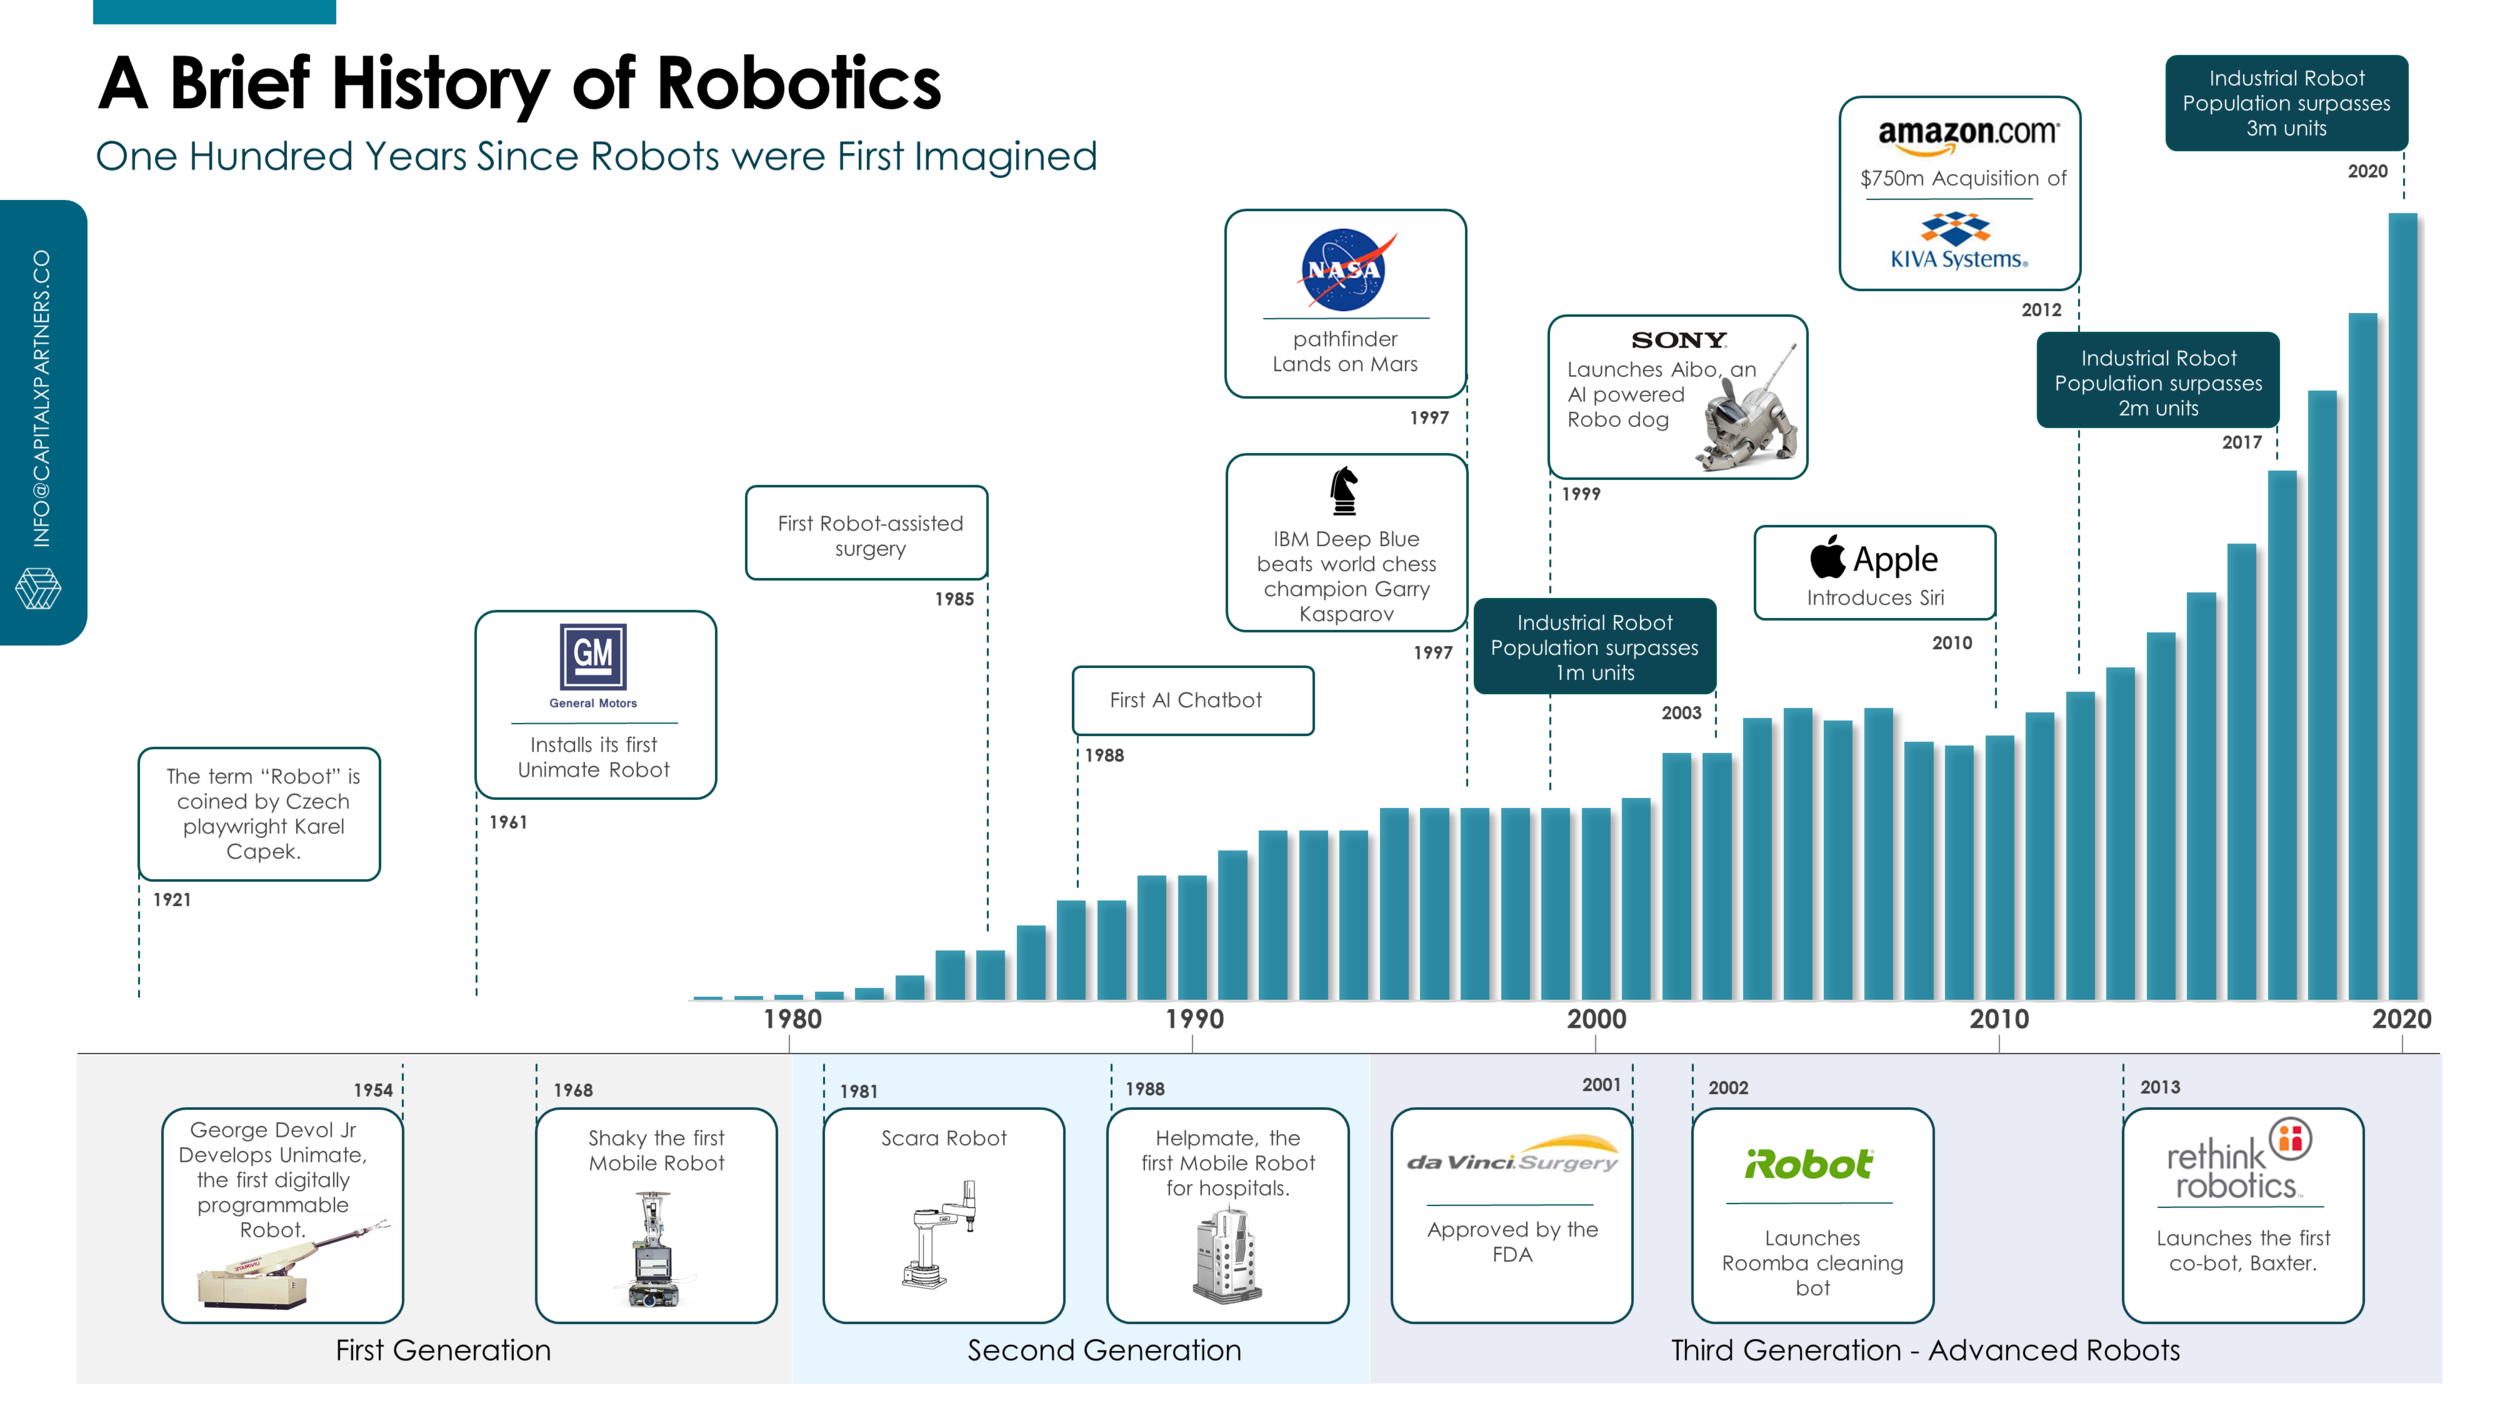 A Brief History of Robotics
One Hundred Years Since Robots were First Imagined
INFO@CAPITALXPARTNERS.CO
The term “Robot” is
coined by Czech
playwright Karel
Capek.
1921
GM
General Motors
Installs its first
Unimate Robot
1961
First Robot-assisted
surgery
1985
First AI Chatbot
1988
NASA
pathfinder
Lands on Mars
1997
IBM Deep Blue
beats world chess
champion Garry
Kasparov
1997
SONY
Launches Aibo, an
AI powered
Robo dog
1999
Industrial Robot
Population surpasses
1m units
2003
Apple
Introduces Siri
2010
amazon.com
$750m Acquisition of
KIVA Systems
2012
Industrial Robot
Population surpasses
2m units
2017
Industrial Robot
Population surpasses
3m units
2020
1980 1990 2000 2010 2020
1954
George Devol Jr
Develops Unimate,
the first digitally
programmable
Robot.
UNIMATE
1968
Shaky the first
Mobile Robot
First Generation
1981
Scara Robot
1988
Helpmate, the
first Mobile Robot
for hospitals.
Second Generation
2001
da Vinci.Surgery
Approved by the
FDA
2002
iRobot
Launches
Roomba cleaning
bot
2013
rethink
robotics
Launches the first
co-bot, Baxter.
Third Generation - Advanced Robots